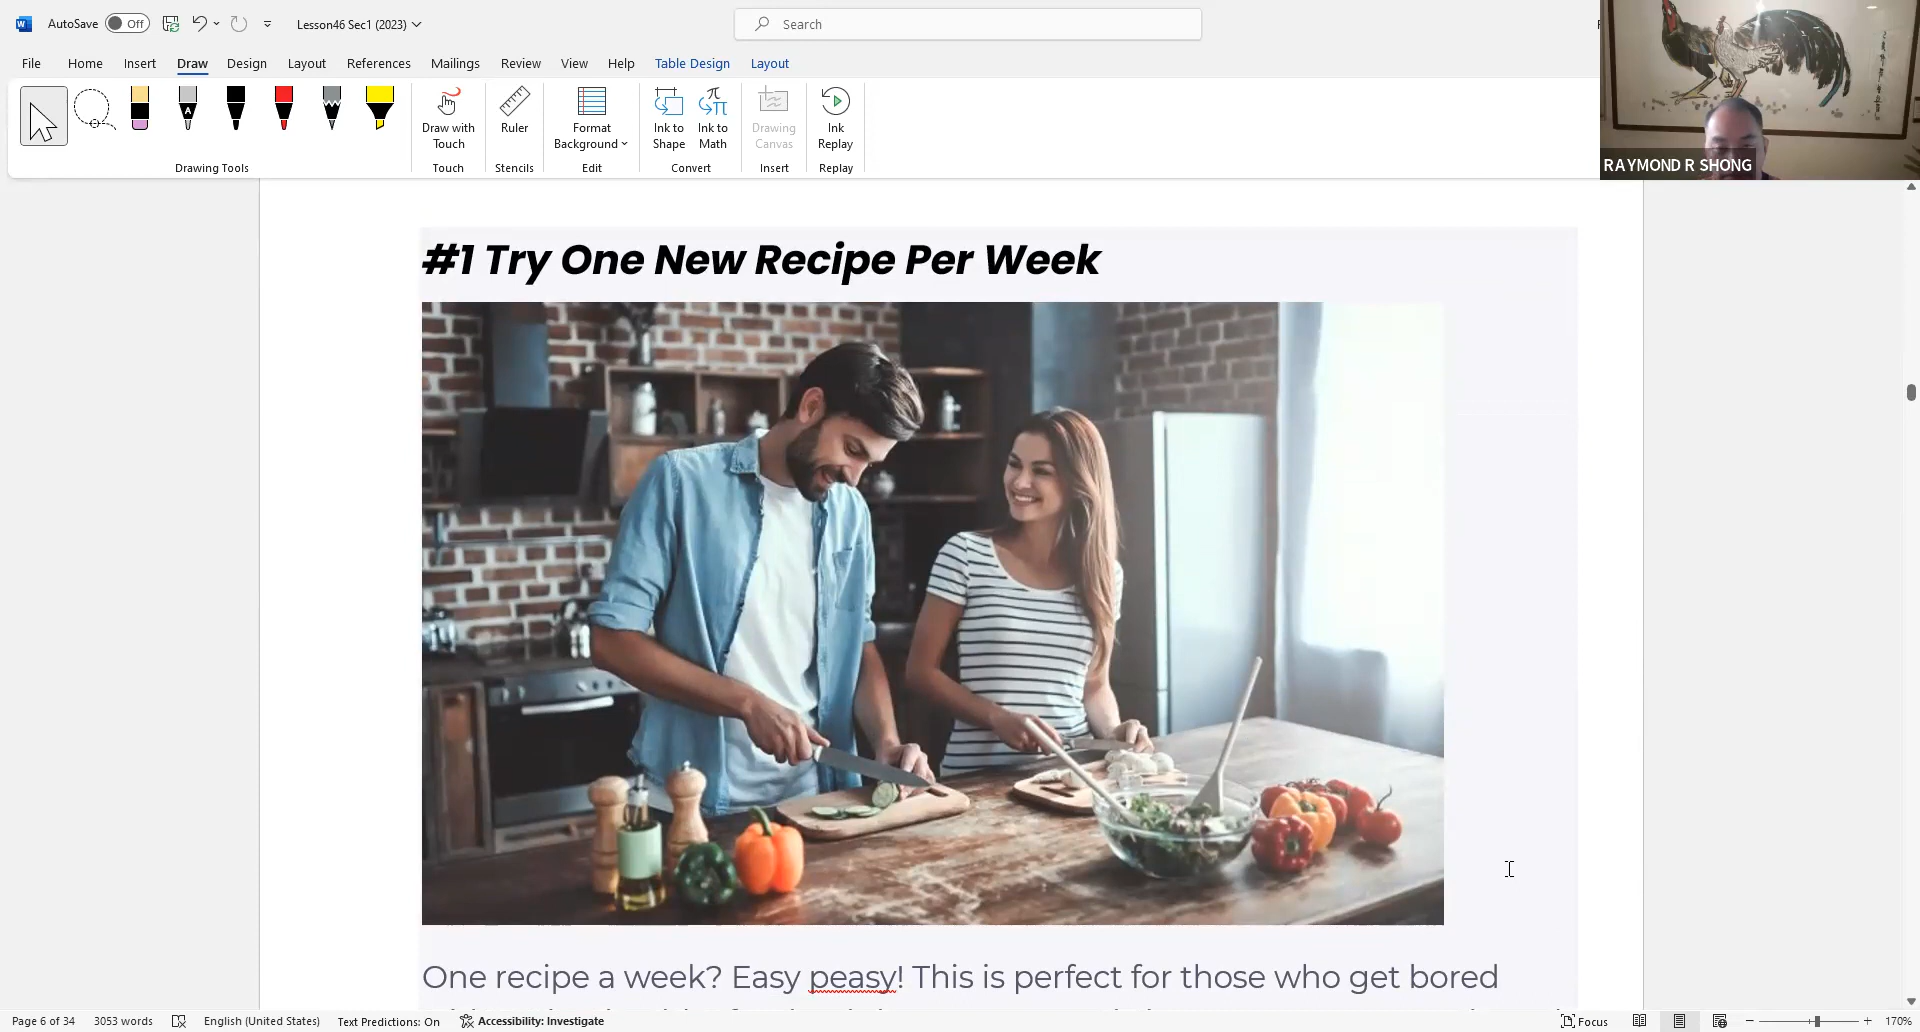 AutoSave Off Lesson46 Sec1 (2023) Search
File Home Insert Draw Design Layout References Mailings Review View Help Table Design Layout
A
Draw with Touch
Ruler
Format Background
Ink to Shape
Ink to Math
Drawing Canvas
Ink Replay
Drawing Tools Touch Stencils Edit Convert Insert Replay
RAYMOND R SHONG
#1 Try One New Recipe Per Week
One recipe a week? Easy peasy! This is perfect for those who get bored
Page 6 of 34 3053 words English (United States) Text Predictions: On Accessibility: Investigate Focus 170%